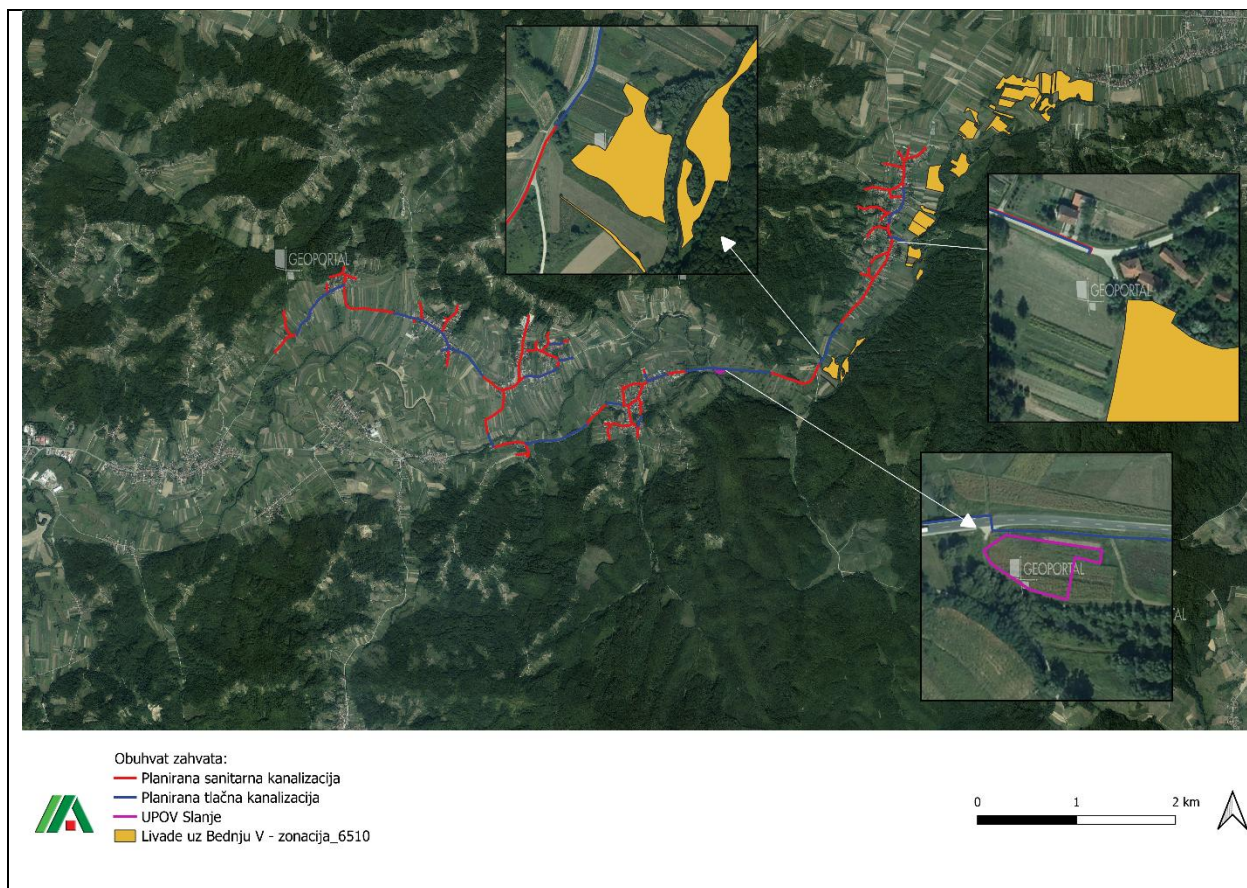 GEOPORTAL
GEOPORTAL
GEOPORTAL
Obuhvat zahvata:
Planirana sanitarna kanalizacija
Planirana tlačna kanalizacija
UPOV Slanje
Livade uz Bednju V - zonacija_6510
0 1 2 km